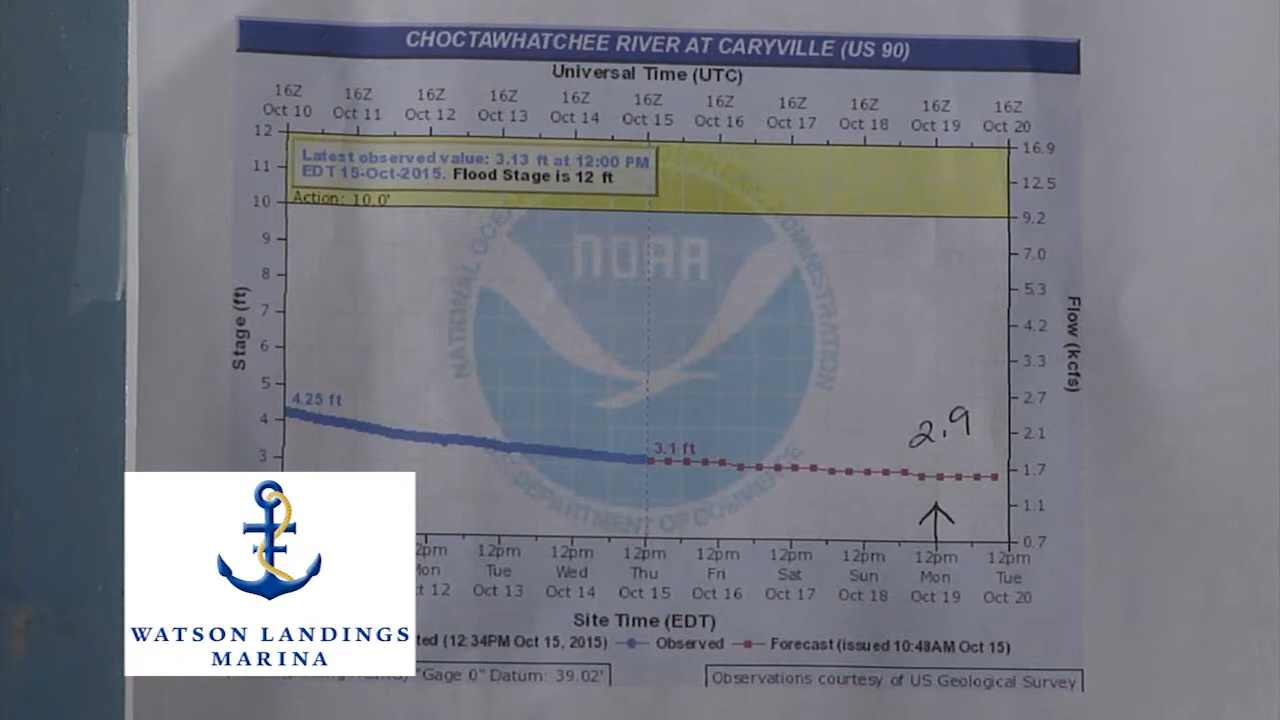 CHOCTAWHATCHEE RIVER AT CARYVILLE (US 90)
Universal Time (UTC)
16Z 16Z 16Z 16Z 16Z 16Z 16Z 16Z 16Z 16Z 16Z
Oct 10 Oct 11 Oct 12 Oct 13 Oct 14 Oct 15 Oct 16 Oct 17 Oct 18 Oct 19 Oct 20
12 16.9
Latest observed value: 3.13 ft at 12:00 PM
EDT 15-Oct-2015. Flood Stage is 12 ft
11 12.5
Action: 10.0'
10 9.2
NOAA
9 7.0
8 5.3
7 4.2
6 3.3
5 2.7
4 2.1
3 1.7
1.1
0.7
Stage (ft)
Flow (kcfs)
4.25 ft
3.1 ft
2.9
DEPARTMENT OF COMMERCE
2pm 12pm 12pm 12pm 12pm 12pm 12pm 12pm 12pm
Mon Tue Wed Thu Fri Sat Sun Mon Tue
t 12 Oct 13 Oct 14 Oct 15 Oct 16 Oct 17 Oct 18 Oct 19 Oct 20
Site Time (EDT)
ted (12:34PM Oct 15, 2015) Observed Forecast (issued 10:48AM Oct 15)
"Gage 0" Datum: 39.02'
Observations courtesy of US Geological Survey
WATSON LANDINGS
MARINA